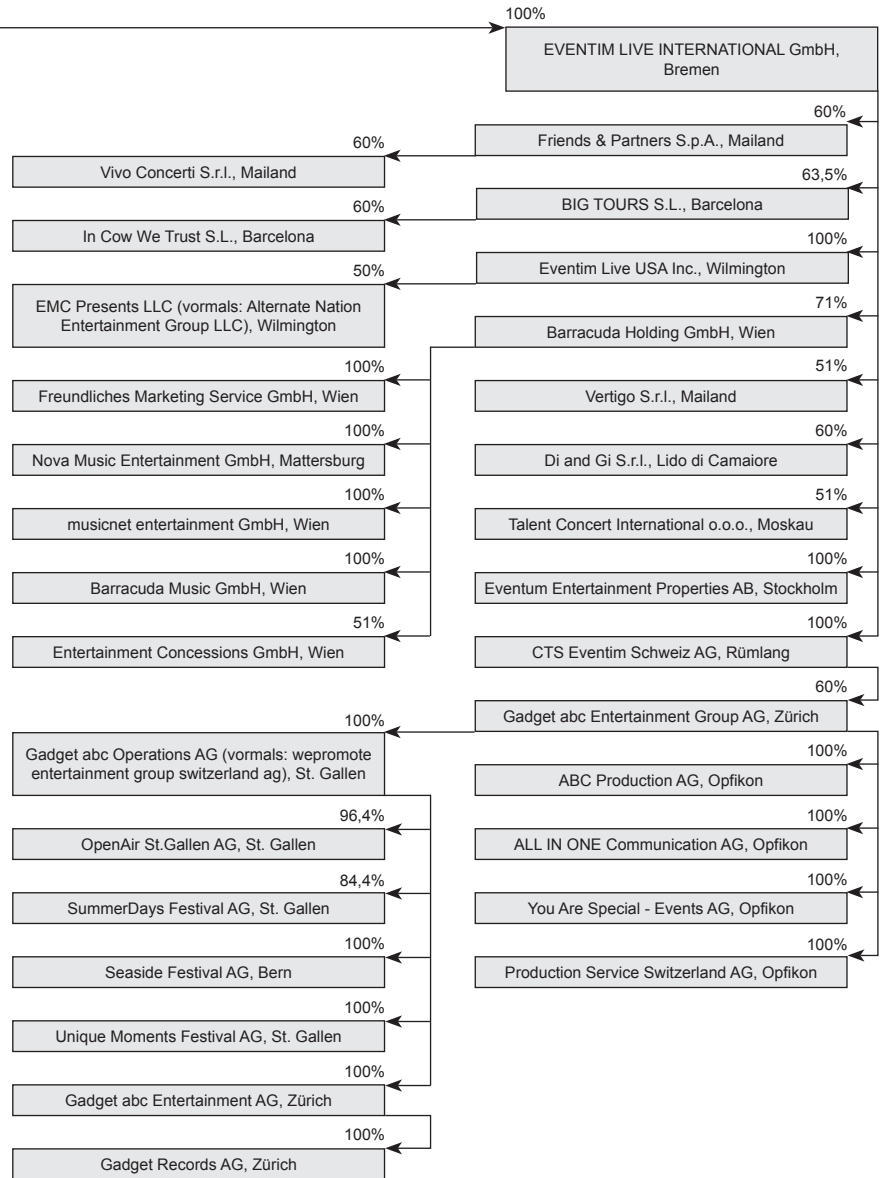 100%
EVENTIM LIVE INTERNATIONAL GmbH,
Bremen
60%
Friends & Partners S.p.A., Mailand
60%
Vivo Concerti S.r.l., Mailand
63,5%
BIG TOURS S.L., Barcelona
60%
In Cow We Trust S.L., Barcelona
100%
Eventim Live USA Inc., Wilmington
50%
EMC Presents LLC (vormals: Alternate Nation
Entertainment Group LLC), Wilmington
71%
Barracuda Holding GmbH, Wien
100%
Freundliches Marketing Service GmbH, Wien
51%
Vertigo S.r.l., Mailand
100%
Nova Music Entertainment GmbH, Mattersburg
60%
Di and Gi S.r.l., Lido di Camaiore
100%
musicnet entertainment GmbH, Wien
51%
Talent Concert International o.o.o., Moskau
100%
Barracuda Music GmbH, Wien
100%
Eventum Entertainment Properties AB, Stockholm
51%
Entertainment Concessions GmbH, Wien
100%
CTS Eventim Schweiz AG, Rümlang
60%
Gadget abc Entertainment Group AG, Zürich
100%
Gadget abc Operations AG (vormals: wepromote
entertainment group switzerland ag), St. Gallen
100%
ABC Production AG, Opfikon
96,4%
OpenAir St.Gallen AG, St. Gallen
100%
ALL IN ONE Communication AG, Opfikon
84,4%
SummerDays Festival AG, St. Gallen
100%
You Are Special - Events AG, Opfikon
100%
Seaside Festival AG, Bern
100%
Production Service Switzerland AG, Opfikon
100%
Unique Moments Festival AG, St. Gallen
100%
Gadget abc Entertainment AG, Zürich
100%
Gadget Records AG, Zürich